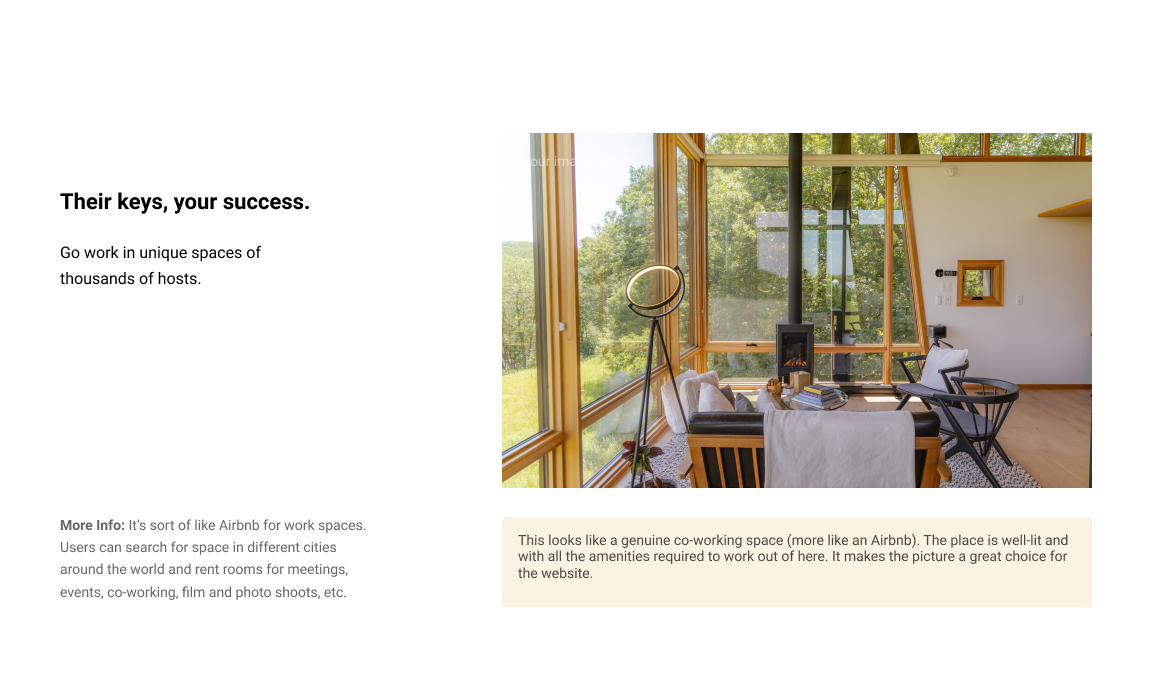 Their keys, your success.
Go work in unique spaces of
thousands of hosts.
More Info: It’s sort of like Airbnb for work spaces.
Users can search for space in different cities
around the world and rent rooms for meetings,
events, co-working, film and photo shoots, etc.
This looks like a genuine co-working space (more like an Airbnb). The place is well-lit and
with all the amenities required to work out of here. It makes the picture a great choice for
the website.